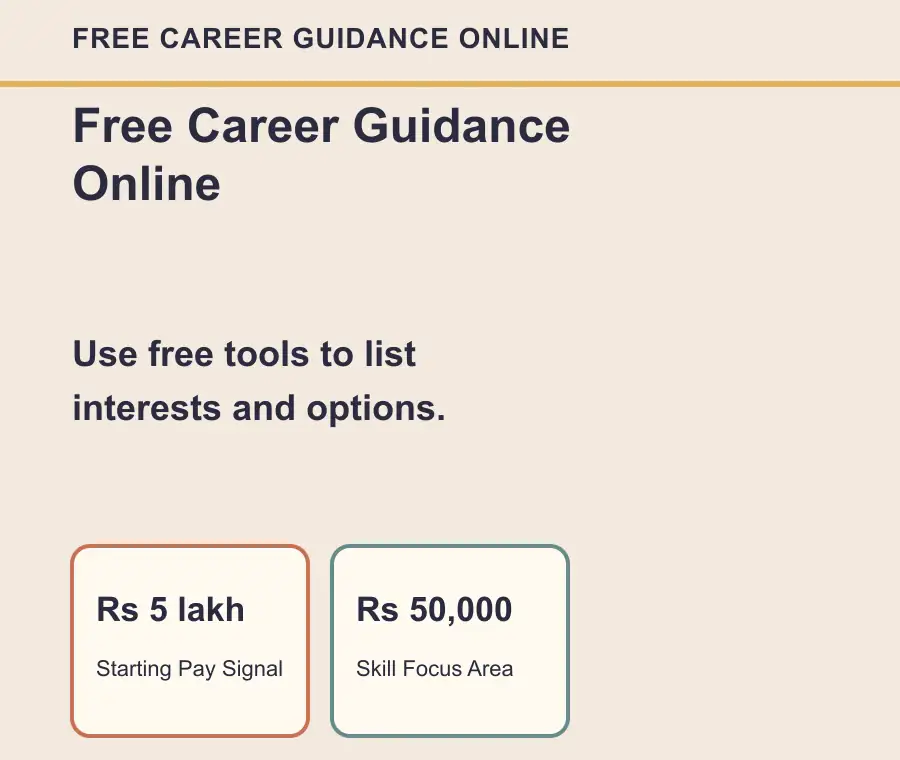 FREE CAREER GUIDANCE ONLINE
Free Career Guidance
Online
Use free tools to list
interests and options.
Rs 5 lakh
Starting Pay Signal
Rs 50,000
Skill Focus Area